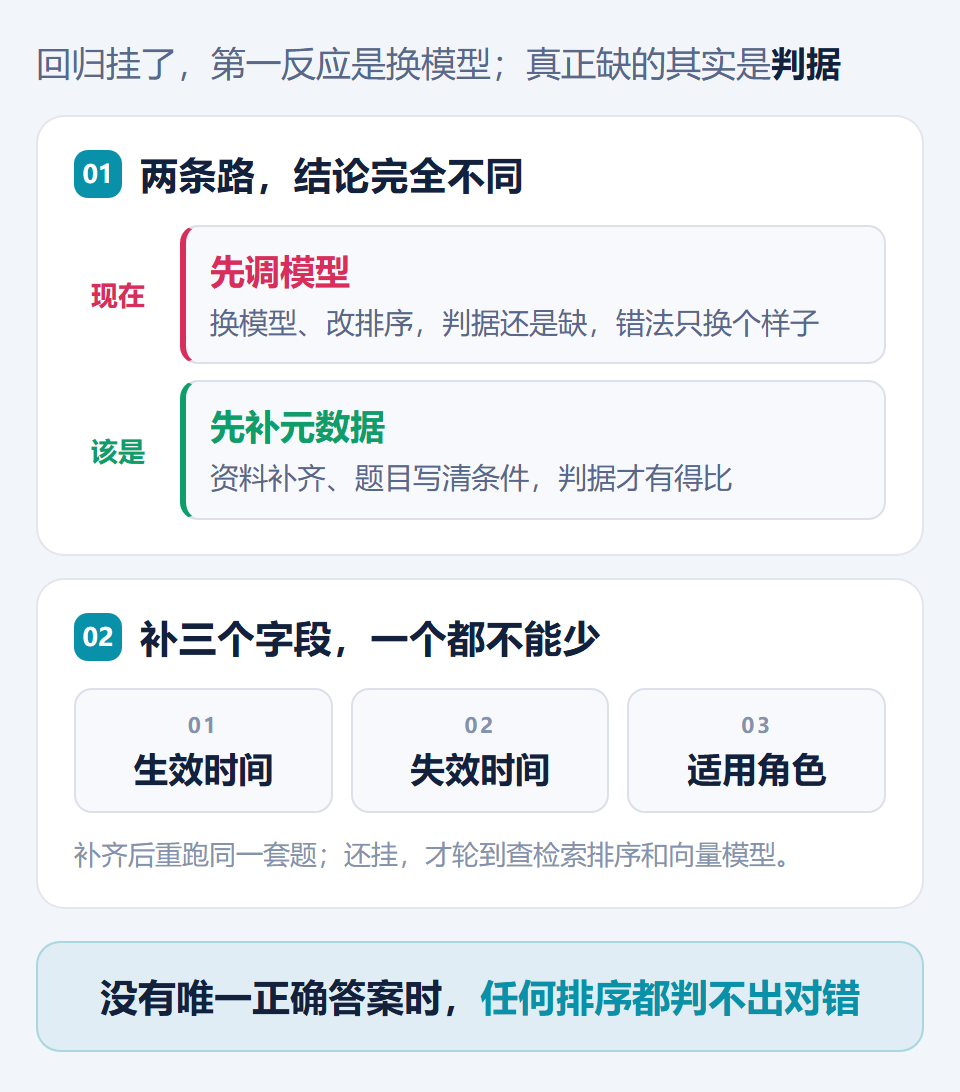 回归挂了，第一反应是换模型；真正缺的其实是判据
01 两条路，结论完全不同
现在
先调模型
换模型、改排序，判据还是缺，错法只换个样子
该是
先补元数据
资料补齐、题目写清条件，判据才有得比
02 补三个字段，一个都不能少
01
生效时间
02
失效时间
03
适用角色
补齐后重跑同一套题；还挂，才轮到查检索排序和向量模型。
没有唯一正确答案时，任何排序都判不出对错